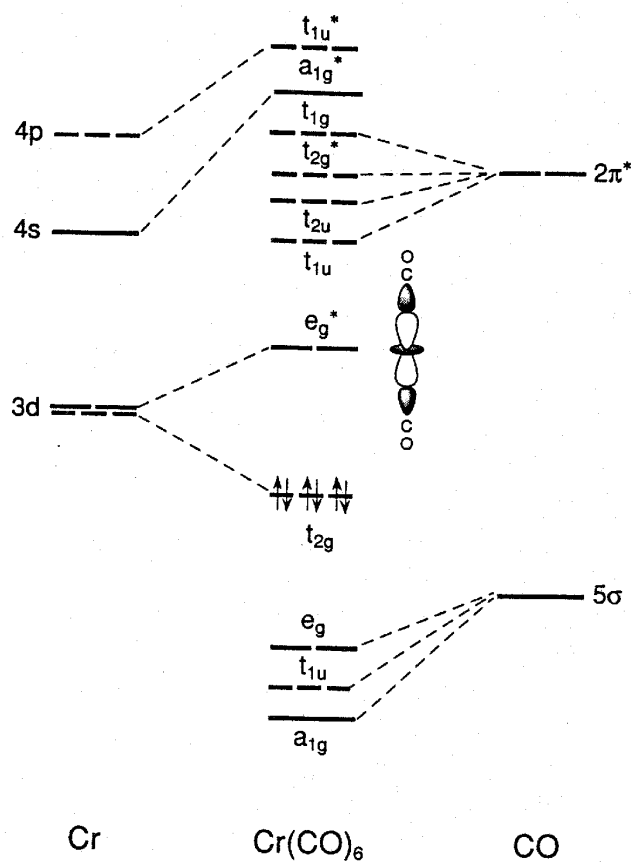 t₁ᵤ*
a₁g*
4p
t₁g
t₂g*
2π*
4s
t₂ᵤ
t₁ᵤ
O
C
eg*
3d
C
O
t₂g
5σ
eg
t₁ᵤ
a₁g
Cr Cr(CO)₆ CO